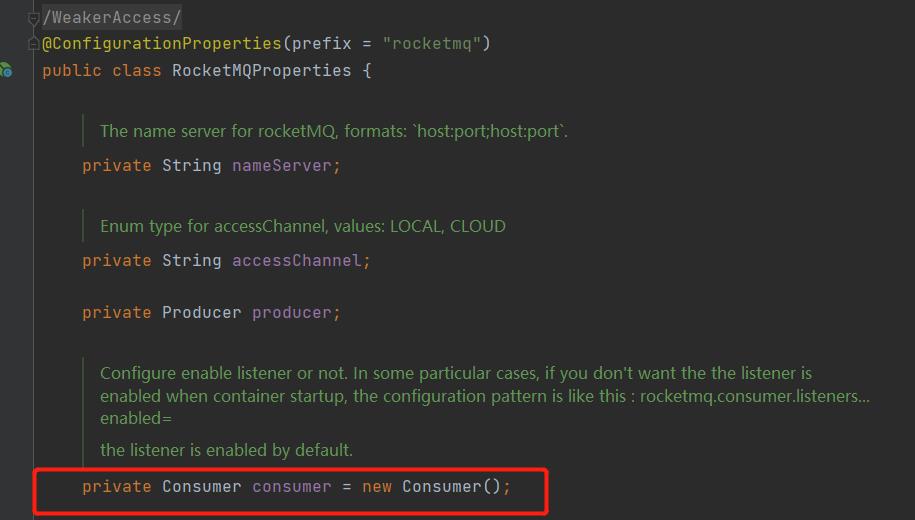 /WeakerAccess/
@ConfigurationProperties(prefix = "rocketmq")
public class RocketMQProperties {
The name server for rocketMQ, formats: `host:port;host:port`.
private String nameServer;
Enum type for accessChannel, values: LOCAL, CLOUD
private String accessChannel;
private Producer producer;
Configure enable listener or not. In some particular cases, if you don't want the the listener is
enabled when container startup, the configuration pattern is like this : rocketmq.consumer.listeners...
enabled=
the listener is enabled by default.
private Consumer consumer = new Consumer();